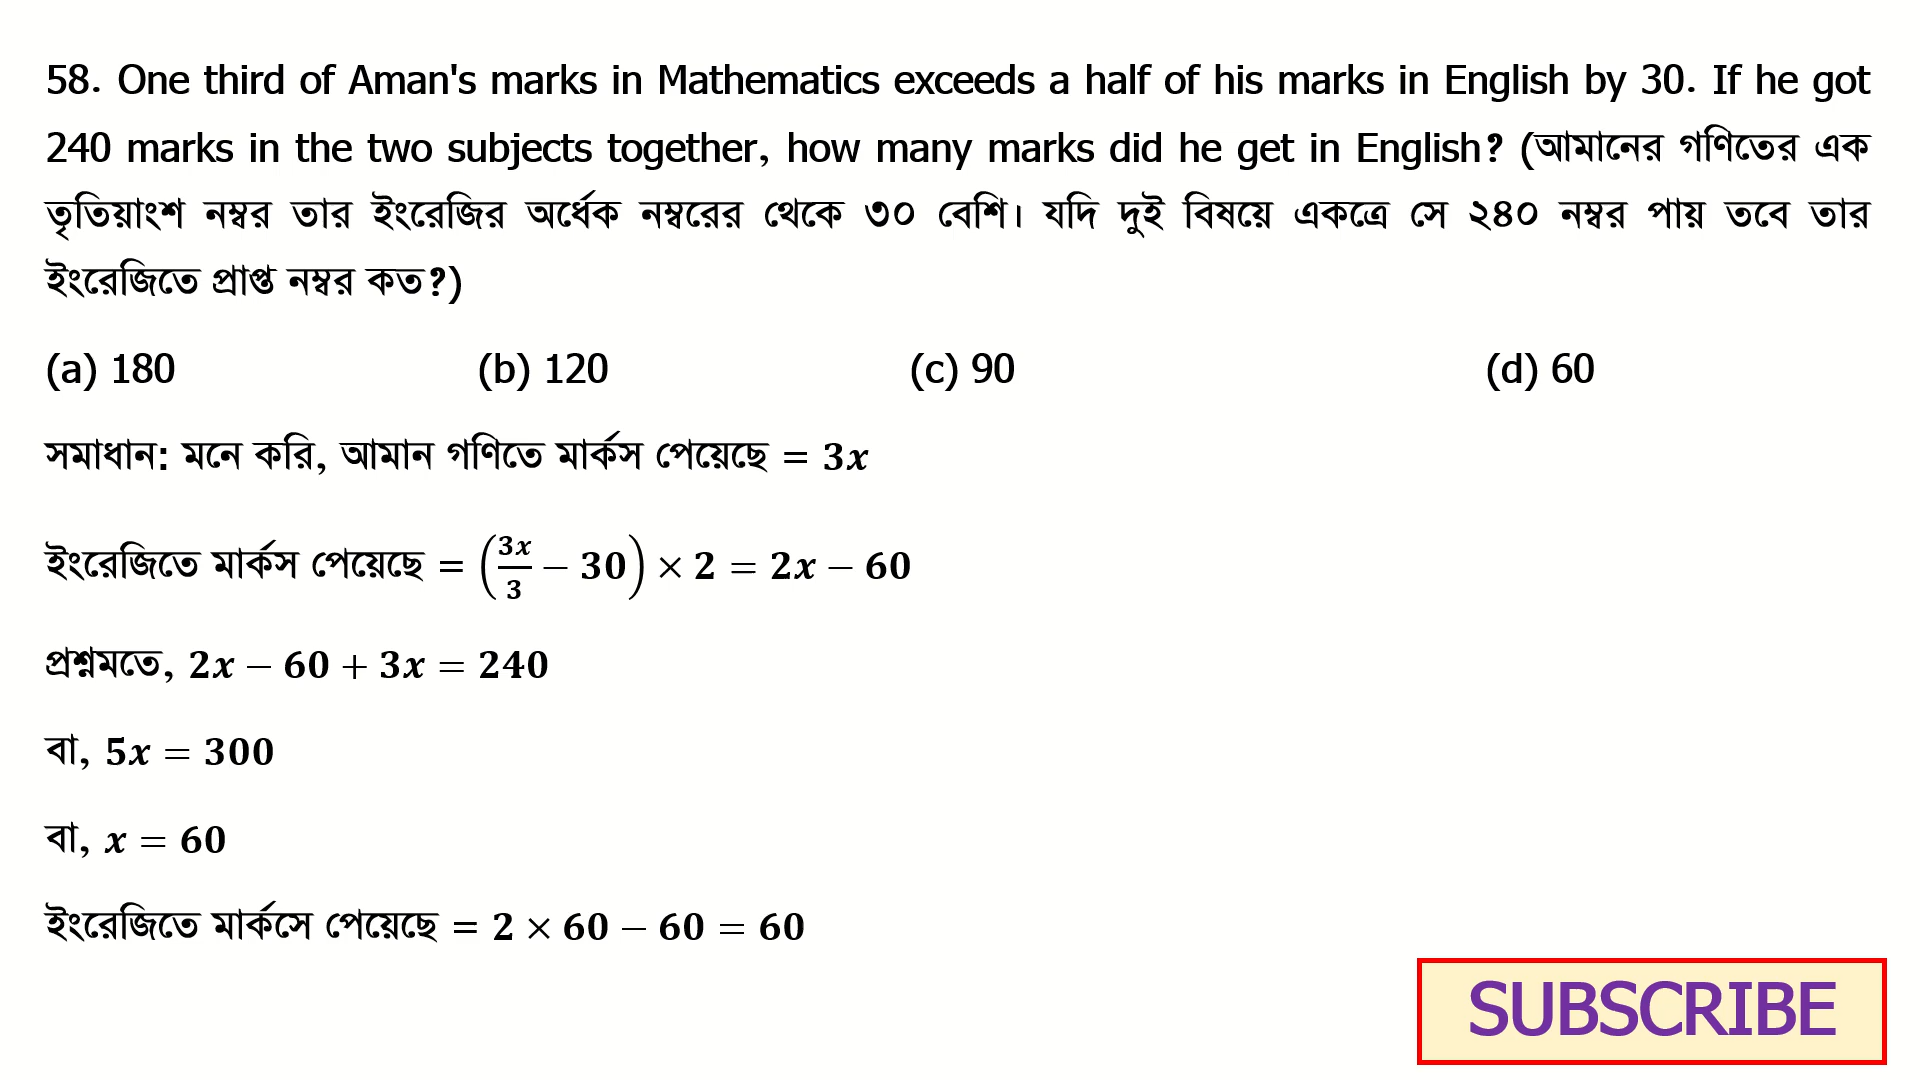 58. One third of Aman's marks in Mathematics exceeds a half of his marks in English by 30. If he got
240 marks in the two subjects together, how many marks did he get in English? (আমানের গণিতের এক
তৃতিয়াংশ নম্বর তার ইংরেজির অর্ধেক নম্বরের থেকে ৩০ বেশি। যদি দুই বিষয়ে একত্রে সে ২৪০ নম্বর পায় তবে তার
ইংরেজিতে প্রাপ্ত নম্বর কত?)
(a) 180 (b) 120 (c) 90 (d) 60
সমাধান: মনে করি, আমান গণিতে মার্কস পেয়েছে = 3x
ইংরেজিতে মার্কস পেয়েছে = (3x/3 − 30) × 2 = 2x − 60
প্রশ্নমতে, 2x − 60 + 3x = 240
বা, 5x = 300
বা, x = 60
ইংরেজিতে মার্কসে পেয়েছে = 2 × 60 − 60 = 60
SUBSCRIBE